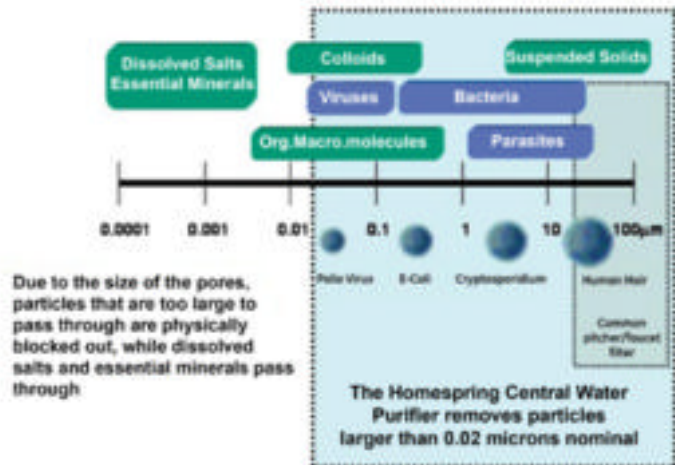 Dissolved Salts
Essential Minerals
Colloids
Suspended Solids
Viruses
Bacteria
Org.Macro.molecules
Parasites
0.0001
0.001
0.01
0.1
1
10
100µm
Polio Virus
E-Coli
Cryptosporidium
Human Hair
Due to the size of the pores,
particles that are too large to
pass through are physically
blocked out, while dissolved
salts and essential minerals pass
through
Common
pitcher/faucet
filter
The Homespring Central Water
Purifier removes particles
larger than 0.02 microns nominal